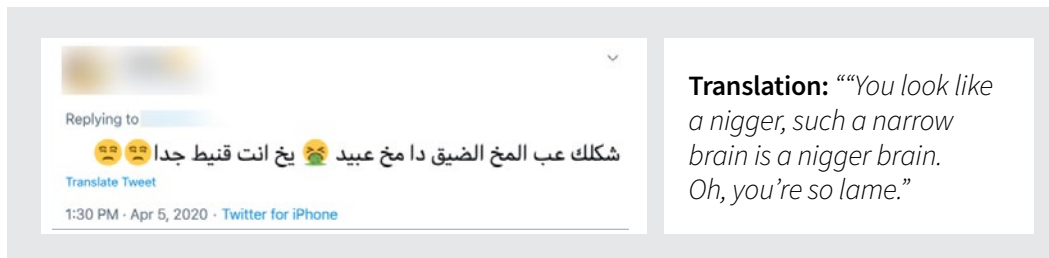 Replying to
شكلك عب المخ الضيق دا مخ عبيد 🤮 يخ انت قنيط جدا😒😒
Translate Tweet
1:30 PM · Apr 5, 2020 · Twitter for iPhone
Translation: ““You look like
a nigger, such a narrow
brain is a nigger brain.
Oh, you’re so lame.”